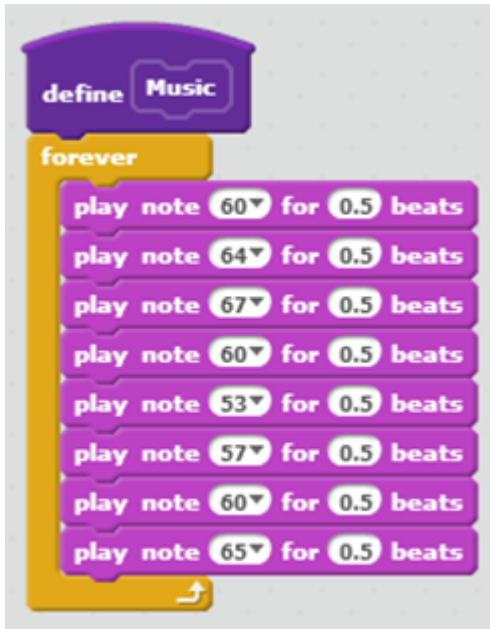 define Music
forever
play note 60 for 0.5 beats
play note 64 for 0.5 beats
play note 67 for 0.5 beats
play note 60 for 0.5 beats
play note 53 for 0.5 beats
play note 57 for 0.5 beats
play note 60 for 0.5 beats
play note 65 for 0.5 beats